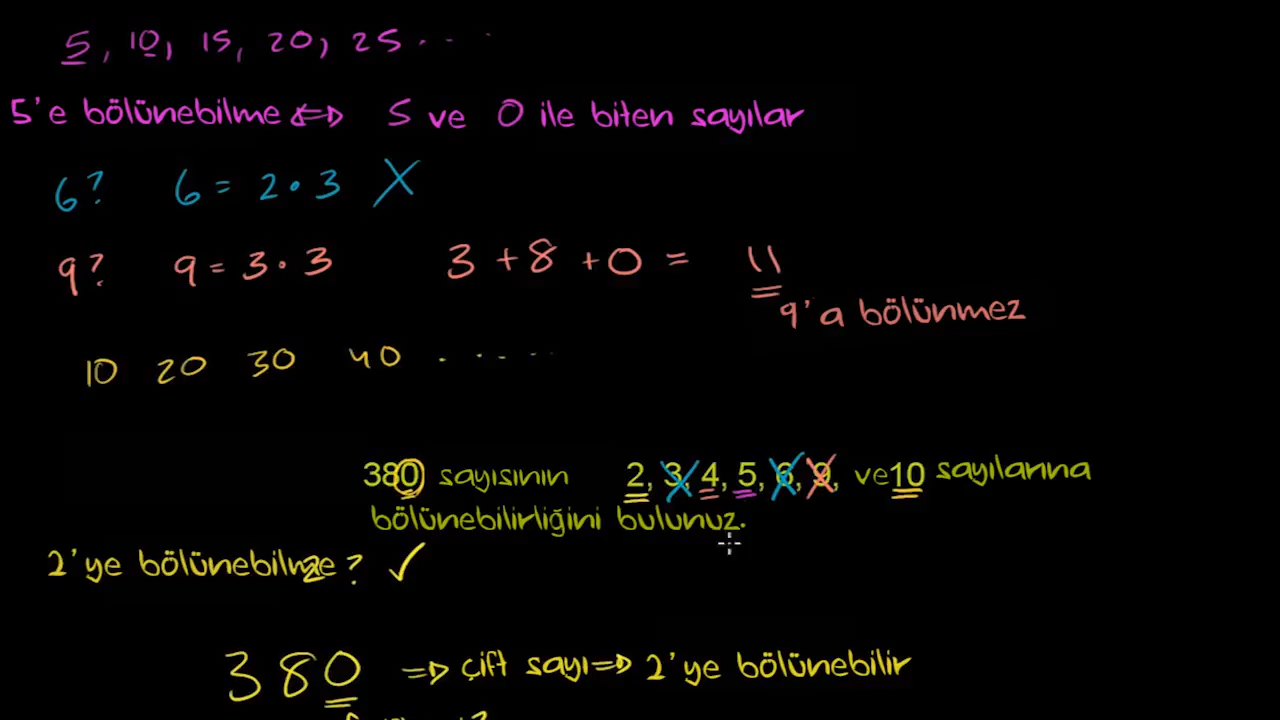 5, 10, 15, 20, 25 . . . .
5'e bölünebilme <=> 5 ve 0 ile biten sayılar
6? 6 = 2 • 3 X
9? 9 = 3 • 3 3 + 8 + 0 = 11
9'a bölünmez
10 20 30 40 . . . . .
380 sayısının 2, 3, 4, 5, 6, 9, ve 10 sayılarına
bölünebilirliğini bulunuz.
2'ye bölünebilme? ✓
380 => çift sayı => 2'ye bölünebilir